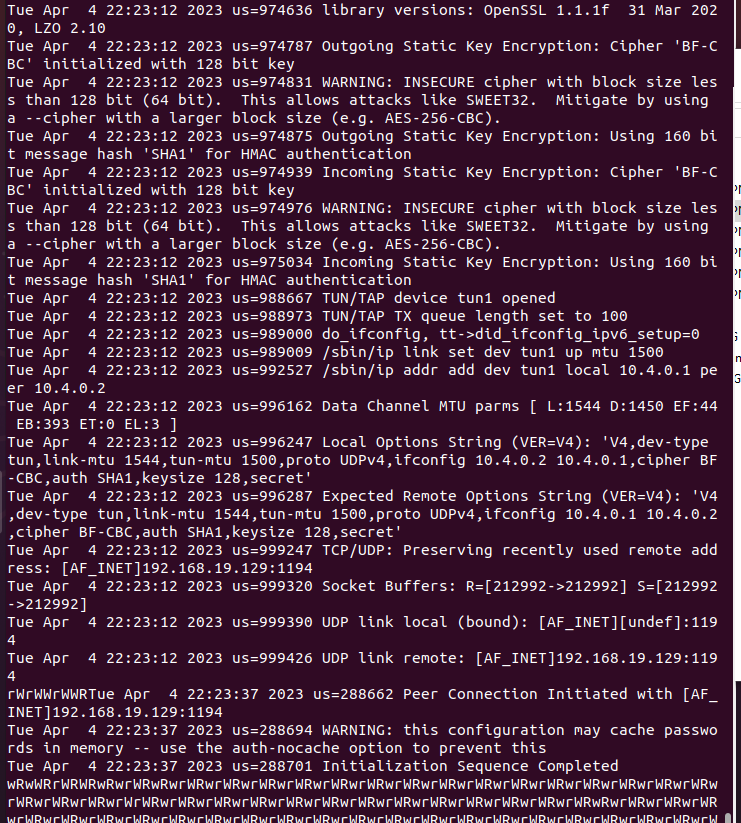 Tue Apr  4 22:23:12 2023 us=974636 library versions: OpenSSL 1.1.1f  31 Mar 202
0, LZO 2.10
Tue Apr  4 22:23:12 2023 us=974787 Outgoing Static Key Encryption: Cipher 'BF-C
BC' initialized with 128 bit key
Tue Apr  4 22:23:12 2023 us=974831 WARNING: INSECURE cipher with block size les
s than 128 bit (64 bit).  This allows attacks like SWEET32.  Mitigate by using
a --cipher with a larger block size (e.g. AES-256-CBC).
Tue Apr  4 22:23:12 2023 us=974875 Outgoing Static Key Encryption: Using 160 bi
t message hash 'SHA1' for HMAC authentication
Tue Apr  4 22:23:12 2023 us=974939 Incoming Static Key Encryption: Cipher 'BF-C
BC' initialized with 128 bit key
Tue Apr  4 22:23:12 2023 us=974976 WARNING: INSECURE cipher with block size les
s than 128 bit (64 bit).  This allows attacks like SWEET32.  Mitigate by using
a --cipher with a larger block size (e.g. AES-256-CBC).
Tue Apr  4 22:23:12 2023 us=975034 Incoming Static Key Encryption: Using 160 bi
t message hash 'SHA1' for HMAC authentication
Tue Apr  4 22:23:12 2023 us=988667 TUN/TAP device tun1 opened
Tue Apr  4 22:23:12 2023 us=988973 TUN/TAP TX queue length set to 100
Tue Apr  4 22:23:12 2023 us=989000 do_ifconfig, tt->did_ifconfig_ipv6_setup=0
Tue Apr  4 22:23:12 2023 us=989009 /sbin/ip link set dev tun1 up mtu 1500
Tue Apr  4 22:23:12 2023 us=992527 /sbin/ip addr add dev tun1 local 10.4.0.1 pe
er 10.4.0.2
Tue Apr  4 22:23:12 2023 us=996162 Data Channel MTU parms [ L:1544 D:1450 EF:44
 EB:393 ET:0 EL:3 ]
Tue Apr  4 22:23:12 2023 us=996247 Local Options String (VER=V4): 'V4,dev-type
tun,link-mtu 1544,tun-mtu 1500,proto UDPv4,ifconfig 10.4.0.2 10.4.0.1,cipher BF
-CBC,auth SHA1,keysize 128,secret'
Tue Apr  4 22:23:12 2023 us=996287 Expected Remote Options String (VER=V4): 'V4
,dev-type tun,link-mtu 1544,tun-mtu 1500,proto UDPv4,ifconfig 10.4.0.1 10.4.0.2
,cipher BF-CBC,auth SHA1,keysize 128,secret'
Tue Apr  4 22:23:12 2023 us=999247 TCP/UDP: Preserving recently used remote add
ress: [AF_INET]192.168.19.129:1194
Tue Apr  4 22:23:12 2023 us=999320 Socket Buffers: R=[212992->212992] S=[212992
->212992]
Tue Apr  4 22:23:12 2023 us=999390 UDP link local (bound): [AF_INET][undef]:119
4
Tue Apr  4 22:23:12 2023 us=999426 UDP link remote: [AF_INET]192.168.19.129:119
4
rWrWWrWWRTue Apr  4 22:23:37 2023 us=288662 Peer Connection Initiated with [AF_
INET]192.168.19.129:1194
Tue Apr  4 22:23:37 2023 us=288694 WARNING: this configuration may cache passwo
rds in memory -- use the auth-nocache option to prevent this
Tue Apr  4 22:23:37 2023 us=288701 Initialization Sequence Completed